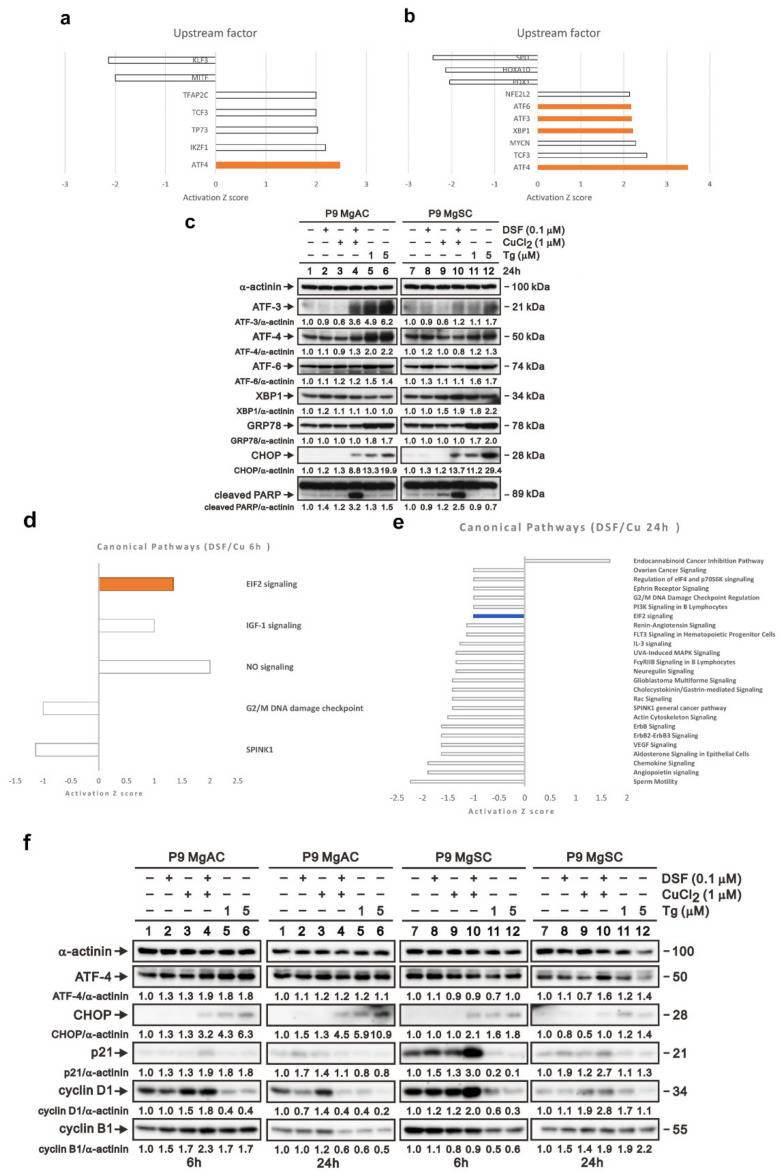 a
Upstream factor
KLF3
MITF
TFAP2C
TCF3
TP73
IKZF1
ATF4
-3 -2 -1 0 1 2 3
Activation Z score
b
Upstream factor
HOXA10
NFE2L2
ATF6
ATF3
XBP1
MYCN
TCF3
ATF4
-3 -2 -1 0 1 2 3 4
Activation Z score
c
P9 MgAC P9 MgSC
– + – + – – – + – + – – DSF (0.1 μM)
– – + + – – – – + + – – CuCl2 (1 μM)
– – – – 1 5 – – – – 1 5 Tg (μM)
1 2 3 4 5 6 7 8 9 10 11 12 24h
α-actinin – 100 kDa
ATF-3 – 21 kDa
ATF-3/α-actinin 1.0 0.9 0.6 3.6 4.9 6.2 1.0 0.9 0.6 1.2 1.1 1.7
ATF-4 – 50 kDa
ATF-4/α-actinin 1.0 1.1 0.9 1.3 2.0 2.2 1.0 1.2 1.0 0.8 1.2 1.3
ATF-6 – 74 kDa
ATF-6/α-actinin 1.0 1.1 1.2 1.2 1.5 1.4 1.0 1.3 1.1 1.1 1.6 1.7
XBP1 – 34 kDa
XBP1/α-actinin 1.0 1.2 1.1 1.1 1.0 1.0 1.0 1.0 1.5 1.9 1.8 2.2
GRP78 – 78 kDa
GRP78/α-actinin 1.0 1.0 1.0 1.0 1.8 1.7 1.0 1.0 1.0 1.0 1.7 2.0
CHOP – 28 kDa
CHOP/α-actinin 1.0 1.2 1.3 8.8 13.3 19.9 1.0 1.3 1.2 13.7 11.2 29.4
cleaved PARP – 89 kDa
cleaved PARP/α-actinin 1.0 1.4 1.2 3.2 1.3 1.5 1.0 0.9 1.2 2.5 0.9 0.7
d
Canonical Pathways (DSF/Cu 6h)
EIF2 signaling
IGF-1 signaling
NO signaling
G2/M DNA damage checkpoint
SPINK1
-1.5 -1 -0.5 0 0.5 1 1.5 2 2.5
Activation Z score
e
Canonical Pathways (DSF/Cu 24h )
Endocannabinoid Cancer Inhibition Pathway
Ovarian Cancer Signaling
Regulation of eIF4 and p70S6K singnaling
Ephrin Receptor Signaling
G2/M DNA Damage Checkpoint Regulation
PI3K Signaling in B Lymphocytes
EIF2 signaling
Renin-Angiotensin Signaling
FLT3 Signaling in Hematopoietic Progenitor Cells
IL-3 signaling
UVA-Induced MAPK Signaling
FcγRIIB Signaling in B Lymphocytes
Neuregulin Signaling
Glioblastoma Multiforme Signaling
Cholecystokinin/Gastrin-mediated Signaling
Rac Signaling
SPINK1 general cancer pathway
Actin Cytoskeleton Signaling
ErbB Signaling
ErbB2-ErbB3 Signaling
VEGF Signaling
Aldosterone Signaling in Epithelial Cells
Chemokine Signaling
Angiopoietin signaling
Sperm Motility
-2.5 -2 -1.5 -1 -0.5 0 0.5 1 1.5 2
Activation Z score
f
P9 MgAC P9 MgAC P9 MgSC P9 MgSC
– + – + – – – + – + – – – + – + – – – + – + – – DSF (0.1 μM)
– – + + – – – – + + – – – – + + – – – – + + – – CuCl2 (1 μM)
– – – – 1 5 – – – – 1 5 – – – – 1 5 – – – – 1 5 Tg (μM)
1 2 3 4 5 6 1 2 3 4 5 6 7 8 9 10 11 12 7 8 9 10 11 12
α-actinin – 100
ATF-4 – 50
ATF-4/α-actinin 1.0 1.3 1.3 1.9 1.8 1.8 1.0 1.1 1.2 1.2 1.2 1.1 1.0 1.1 0.9 0.9 0.7 1.0 1.0 1.1 0.7 1.6 1.2 1.4
CHOP – 28
CHOP/α-actinin 1.0 1.3 1.3 3.2 4.3 6.3 1.0 1.5 1.3 4.5 5.9 10.9 1.0 1.0 1.0 2.1 1.6 1.8 1.0 0.8 0.5 1.0 1.2 1.4
p21 – 21
p21/α-actinin 1.0 1.3 1.3 1.9 1.8 1.8 1.0 1.7 1.4 1.1 0.8 0.8 1.0 1.5 1.3 3.0 0.2 0.1 1.0 1.9 1.2 2.7 1.1 1.3
cyclin D1 – 34
cyclin D1/α-actinin 1.0 1.0 1.5 1.8 0.4 0.4 1.0 0.7 1.4 0.4 0.4 0.2 1.0 1.2 1.2 2.0 0.6 0.3 1.0 1.1 1.9 2.8 1.7 1.1
cyclin B1 – 55
cyclin B1/α-actinin 1.0 1.5 1.7 2.3 1.7 1.7 1.0 1.0 1.2 0.6 0.6 0.5 1.0 1.1 0.8 0.9 0.5 0.6 1.0 1.5 1.4 1.9 1.9 2.2
6h 24h 6h 24h